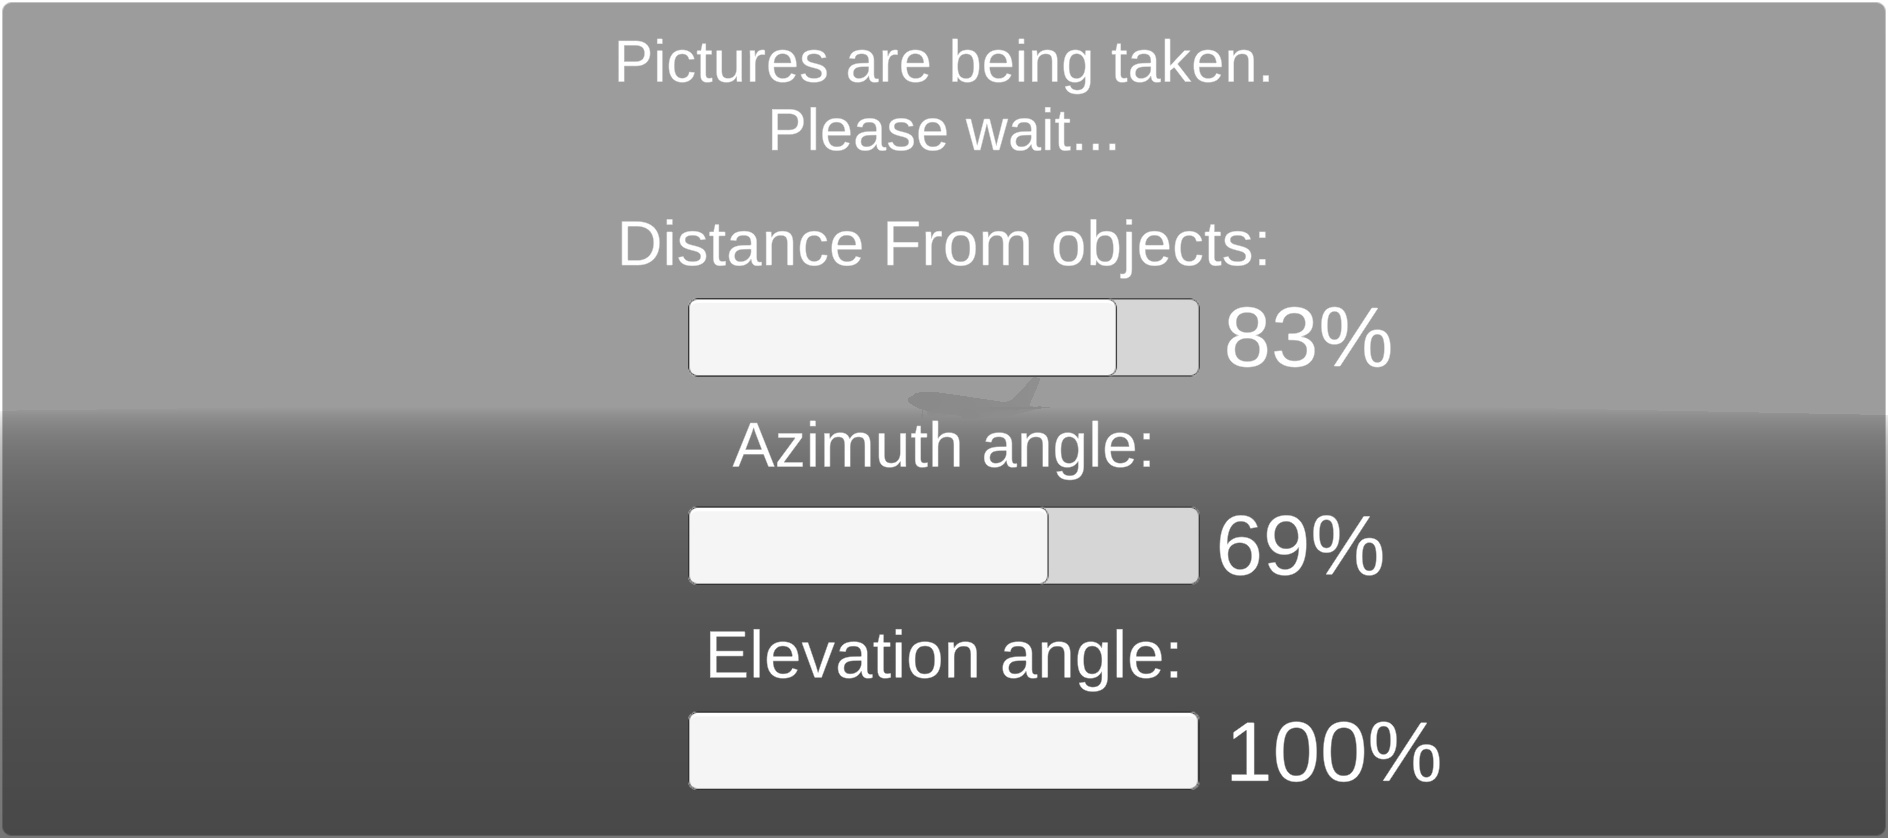 Pictures are being taken.
Please wait...
Distance From objects:
83%
Azimuth angle:
69%
Elevation angle:
100%